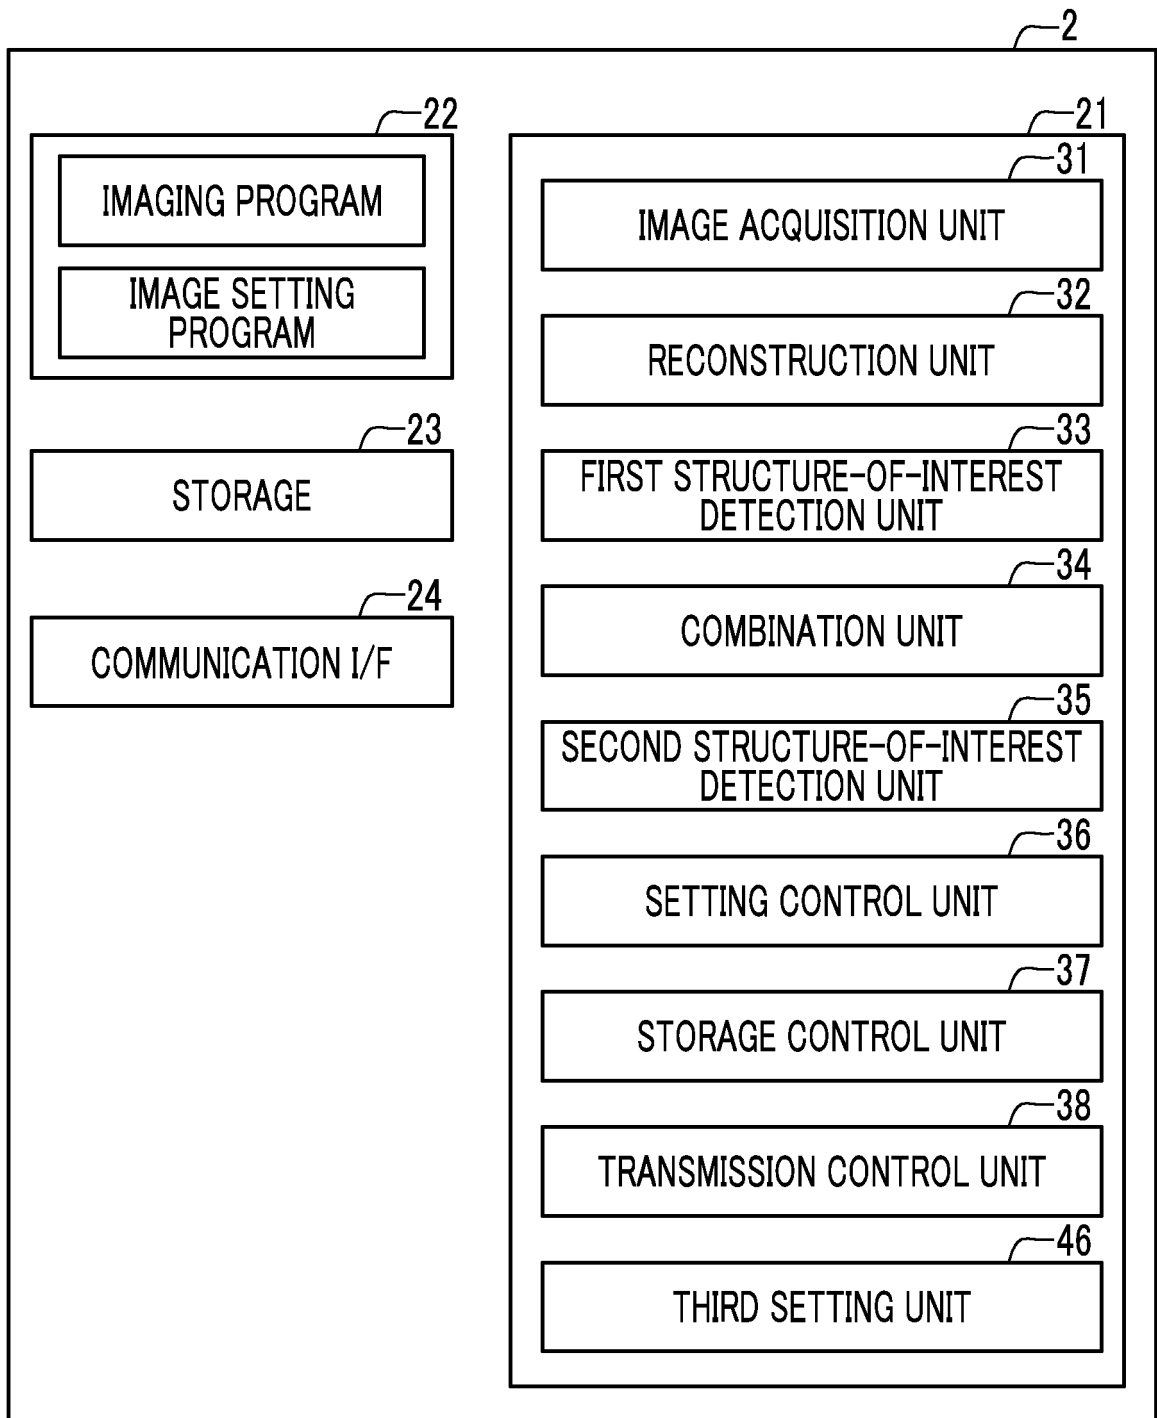 2
22
IMAGING PROGRAM
IMAGE SETTING
PROGRAM
23
STORAGE
24
COMMUNICATION I/F
21
31
IMAGE ACQUISITION UNIT
32
RECONSTRUCTION UNIT
33
FIRST STRUCTURE-OF-INTEREST
DETECTION UNIT
34
COMBINATION UNIT
35
SECOND STRUCTURE-OF-INTEREST
DETECTION UNIT
36
SETTING CONTROL UNIT
37
STORAGE CONTROL UNIT
38
TRANSMISSION CONTROL UNIT
46
THIRD SETTING UNIT